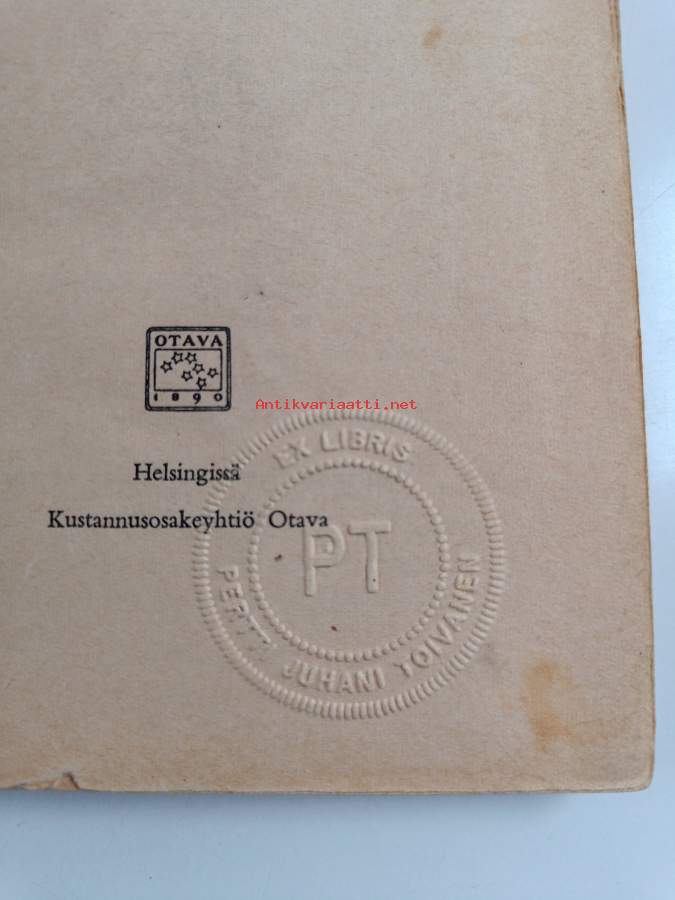 OTAVA
1890
Antikvariaatti.net
Helsingissä
Kustannusosakeyhtiö Otava
EX LIBRIS
PT
PERTTI JUHANI TOIVANEN